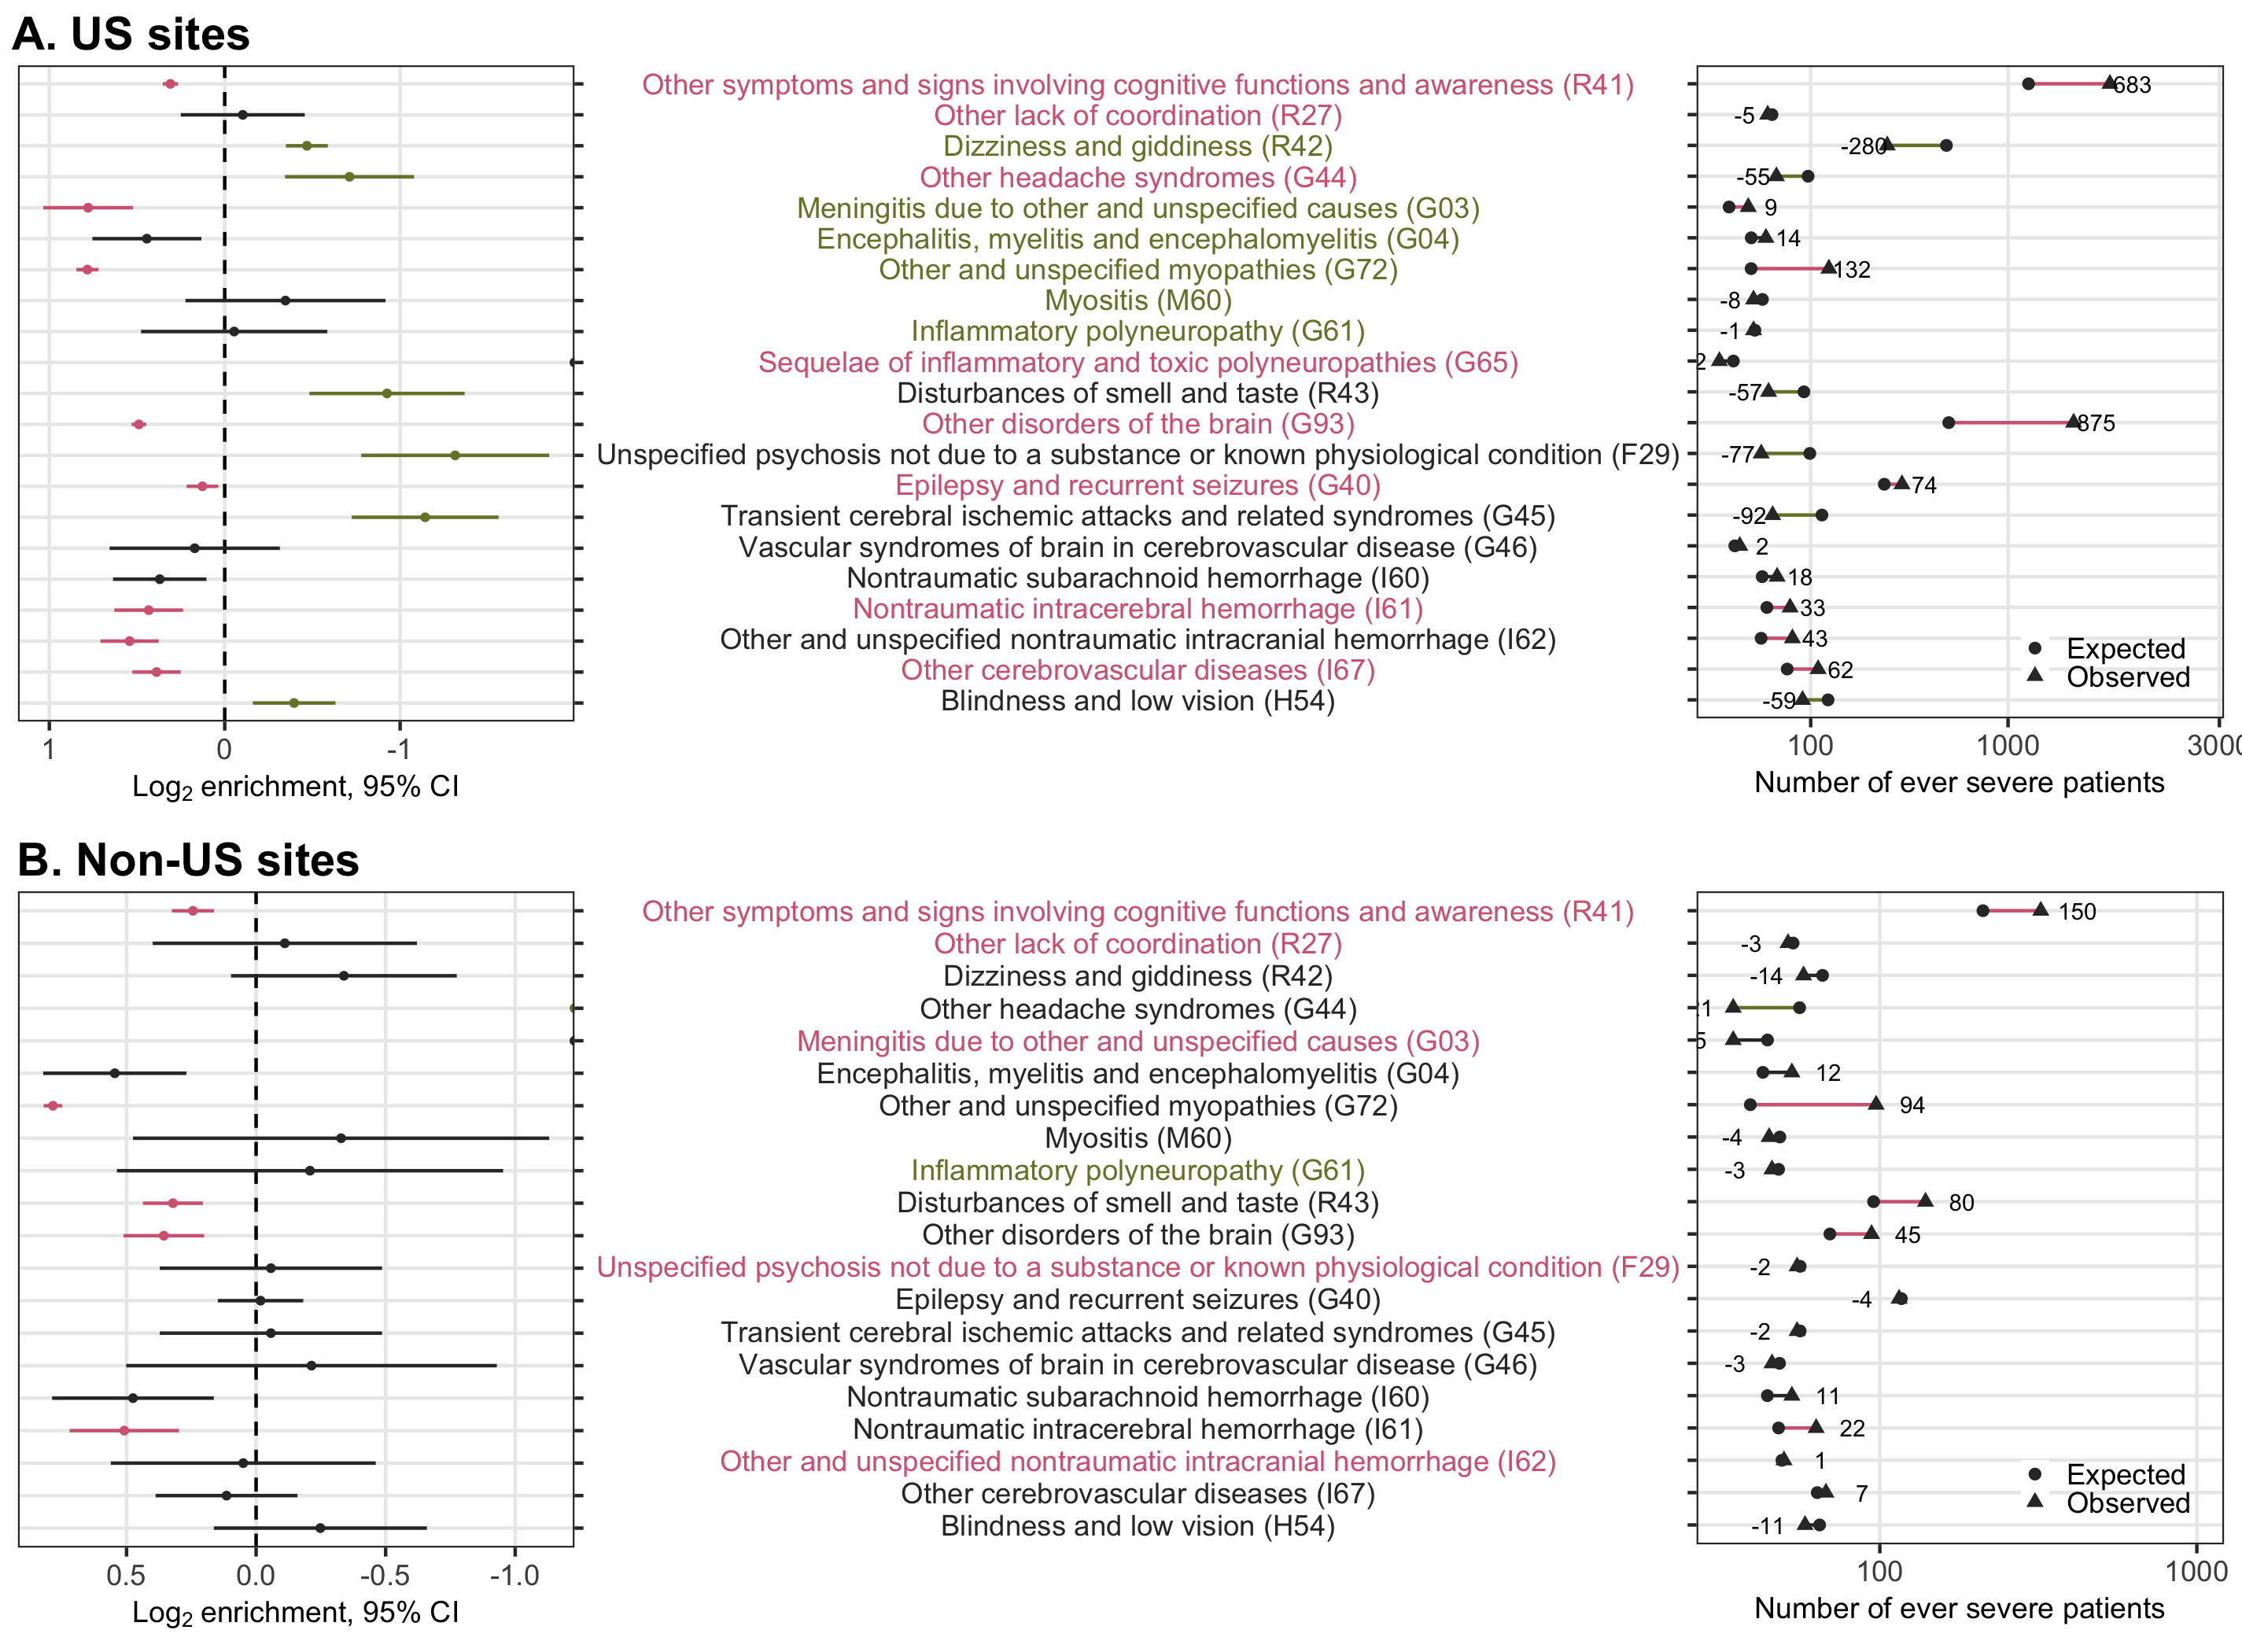 A. US sites
Other symptoms and signs involving cognitive functions and awareness (R41)
683
Other lack of coordination (R27)
-5
Dizziness and giddiness (R42)
-280
Other headache syndromes (G44)
-55
Meningitis due to other and unspecified causes (G03)
9
Encephalitis, myelitis and encephalomyelitis (G04)
14
Other and unspecified myopathies (G72)
132
Myositis (M60)
-8
Inflammatory polyneuropathy (G61)
-1
Sequelae of inflammatory and toxic polyneuropathies (G65)
2
Disturbances of smell and taste (R43)
-57
Other disorders of the brain (G93)
875
Unspecified psychosis not due to a substance or known physiological condition (F29)
-77
Epilepsy and recurrent seizures (G40)
74
Transient cerebral ischemic attacks and related syndromes (G45)
-92
Vascular syndromes of brain in cerebrovascular disease (G46)
2
Nontraumatic subarachnoid hemorrhage (I60)
18
Nontraumatic intracerebral hemorrhage (I61)
33
Other and unspecified nontraumatic intracranial hemorrhage (I62)
43
Other cerebrovascular diseases (I67)
62
Blindness and low vision (H54)
-59
Expected
Observed
1 0 -1
100 1000 3000
Log2 enrichment, 95% CI
Number of ever severe patients
B. Non-US sites
Other symptoms and signs involving cognitive functions and awareness (R41)
150
Other lack of coordination (R27)
-3
Dizziness and giddiness (R42)
-14
Other headache syndromes (G44)
1
Meningitis due to other and unspecified causes (G03)
5
Encephalitis, myelitis and encephalomyelitis (G04)
12
Other and unspecified myopathies (G72)
94
Myositis (M60)
-4
Inflammatory polyneuropathy (G61)
-3
Disturbances of smell and taste (R43)
80
Other disorders of the brain (G93)
45
Unspecified psychosis not due to a substance or known physiological condition (F29)
-2
Epilepsy and recurrent seizures (G40)
-4
Transient cerebral ischemic attacks and related syndromes (G45)
-2
Vascular syndromes of brain in cerebrovascular disease (G46)
-3
Nontraumatic subarachnoid hemorrhage (I60)
11
Nontraumatic intracerebral hemorrhage (I61)
22
Other and unspecified nontraumatic intracranial hemorrhage (I62)
1
Other cerebrovascular diseases (I67)
7
Blindness and low vision (H54)
-11
Expected
Observed
0.5 0.0 -0.5 -1.0
100 1000
Log2 enrichment, 95% CI
Number of ever severe patients